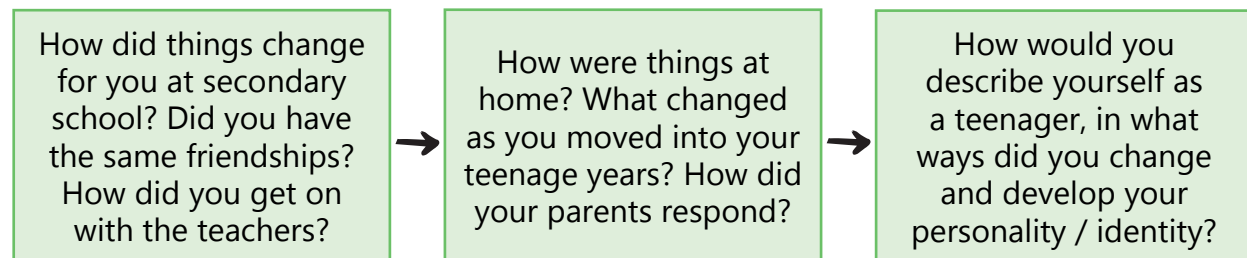 How did things change
for you at secondary
school? Did you have
the same friendships?
How did you get on
with the teachers?
How were things at
home? What changed
as you moved into your
teenage years? How did
your parents respond?
How would you
describe yourself as
a teenager, in what
ways did you change
and develop your
personality / identity?